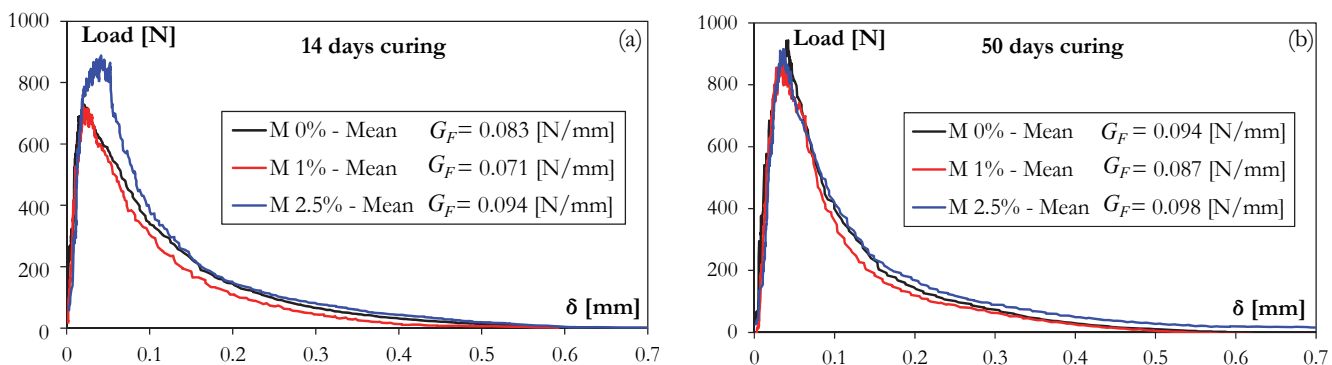 1000
Load [N]
14 days curing
(a)
800
600
400
200
0
M 0% - Mean G_F = 0.083 [N/mm]
M 1% - Mean G_F = 0.071 [N/mm]
M 2.5% - Mean G_F = 0.094 [N/mm]
δ [mm]
0 0.1 0.2 0.3 0.4 0.5 0.6 0.7
1000
Load [N]
50 days curing
(b)
800
600
400
200
0
M 0% - Mean G_F = 0.094 [N/mm]
M 1% - Mean G_F = 0.087 [N/mm]
M 2.5% - Mean G_F = 0.098 [N/mm]
δ [mm]
0 0.1 0.2 0.3 0.4 0.5 0.6 0.7